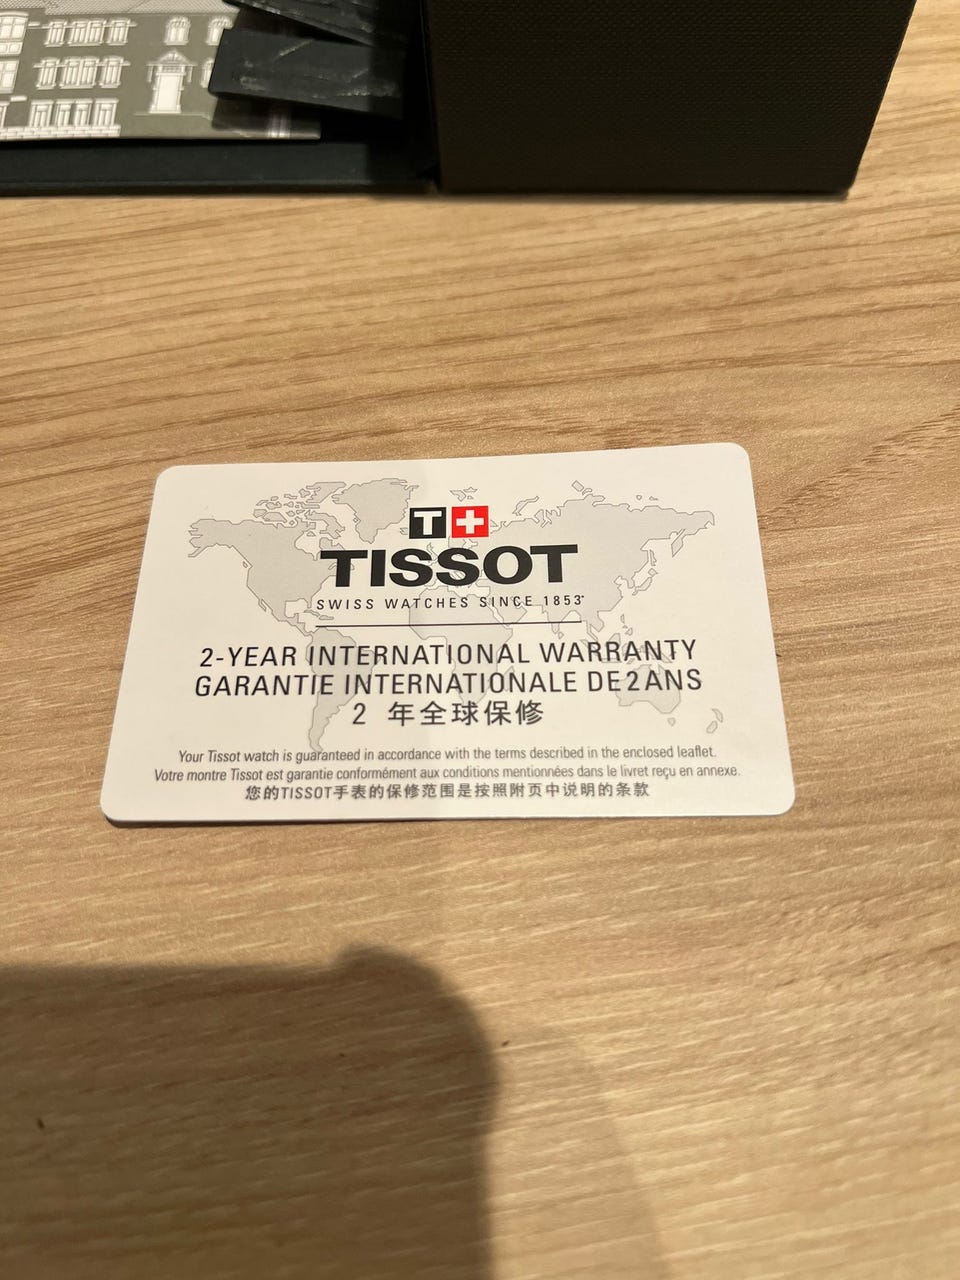 T
TISSOT
SWISS WATCHES SINCE 1853
2-YEAR INTERNATIONAL WARRANTY
GARANTIE INTERNATIONALE DE 2 ANS
2 年全球保修
Your Tissot watch is guaranteed in accordance with the terms described in the enclosed leaflet.
Votre montre Tissot est garantie conformément aux conditions mentionnées dans le livret reçu en annexe.
您的TISSOT手表的保修范围是按照附页中说明的条款